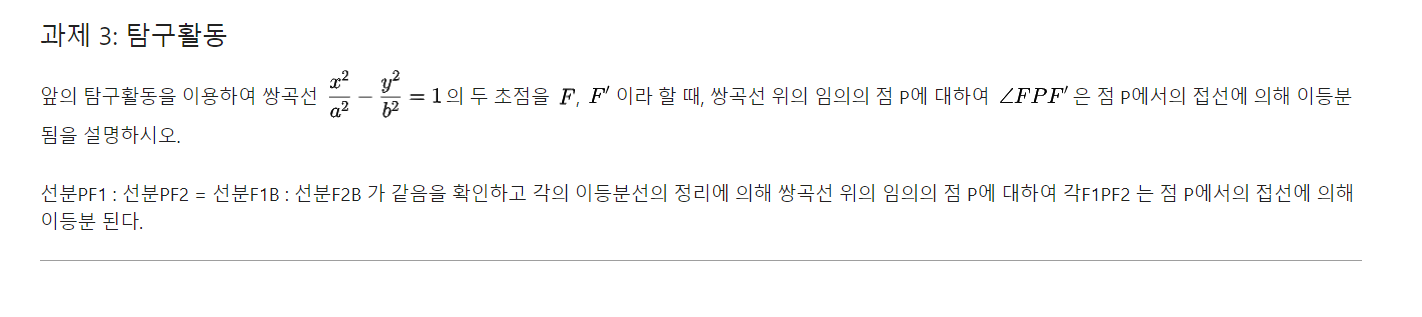 과제 3: 탐구활동
앞의 탐구활동을 이용하여 쌍곡선 x²/a² − y²/b² = 1의 두 초점을 F, F′ 이라 할 때, 쌍곡선 위의 임의의 점 P에 대하여 ∠FPF′은 점 P에서의 접선에 의해 이등분
됨을 설명하시오.
선분PF1 : 선분PF2 = 선분F1B : 선분F2B 가 같음을 확인하고 각의 이등분선의 정리에 의해 쌍곡선 위의 임의의 점 P에 대하여 각F1PF2 는 점 P에서의 접선에 의해
이등분 된다.